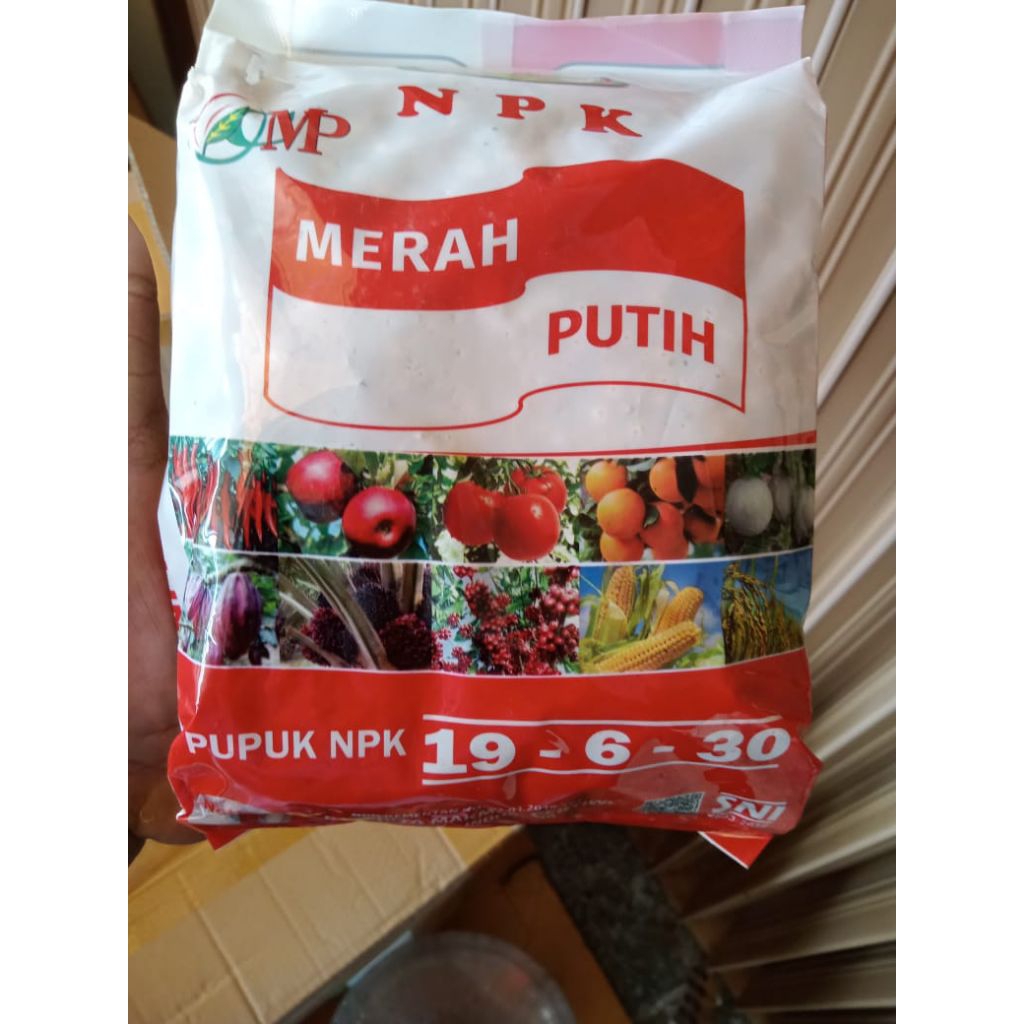 MP
NPK
MERAH
PUTIH
PUPUK NPK 19 - 6 - 30
SNI